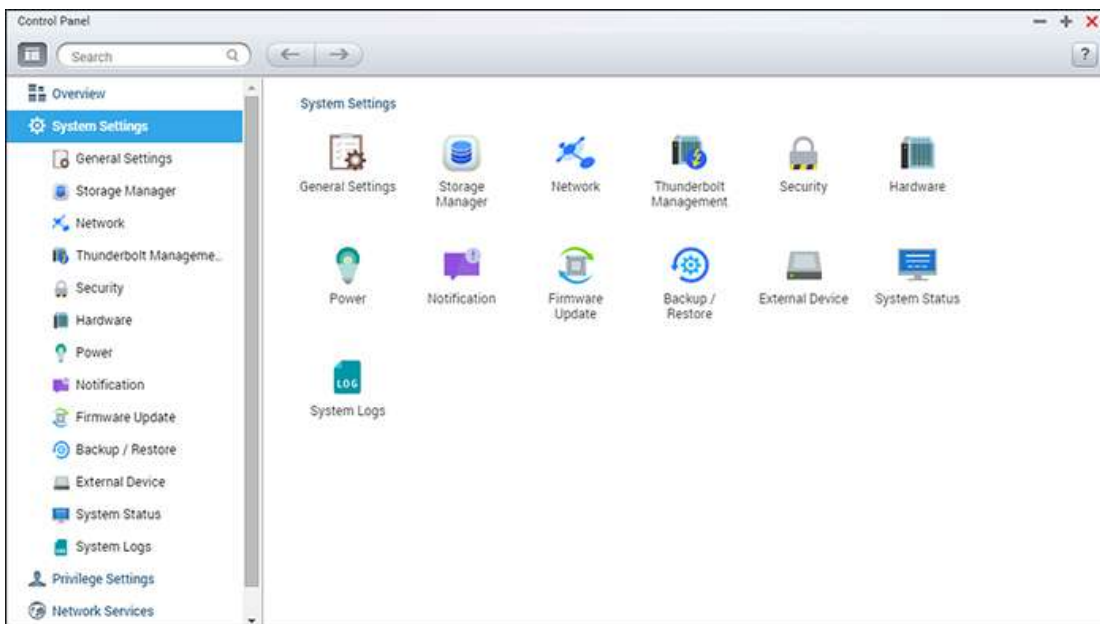 Control Panel
Search
?
Overview
System Settings
General Settings
Storage Manager
Network
Thunderbolt Manageme..
Security
Hardware
Power
Notification
Firmware Update
Backup / Restore
External Device
System Status
System Logs
Privilege Settings
Network Services
System Settings
General Settings
Storage
Manager
Network
Thunderbolt
Management
Security
Hardware
Power
Notification
Firmware
Update
Backup /
Restore
External Device
System Status
LOG
System Logs